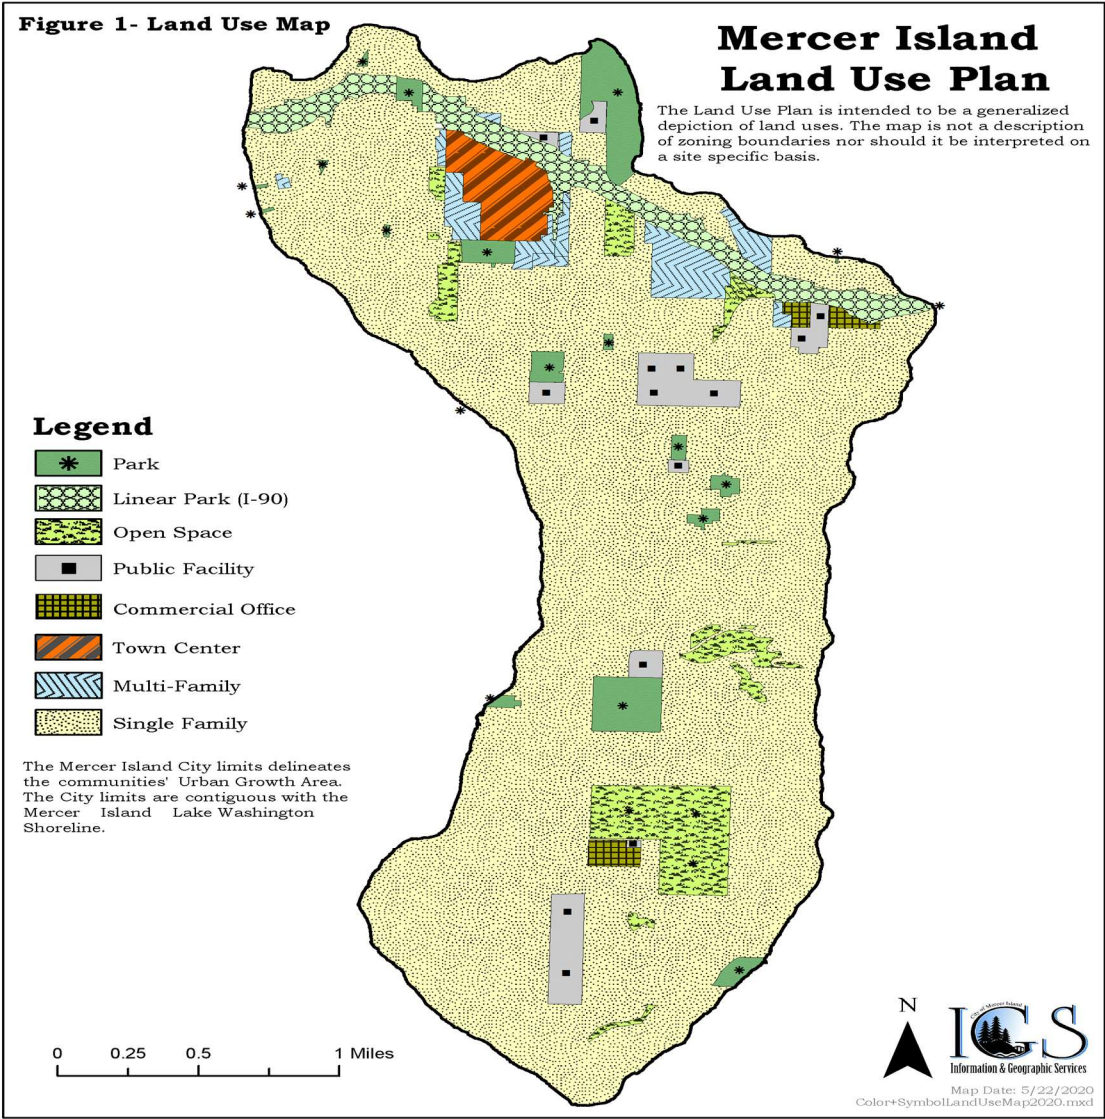 Figure 1- Land Use Map
Mercer Island
Land Use Plan
The Land Use Plan is intended to be a generalized
depiction of land uses. The map is not a description
of zoning boundaries nor should it be interpreted on
a site specific basis.
Legend
Park
Linear Park (I-90)
Open Space
Public Facility
Commercial Office
Town Center
Multi-Family
Single Family
The Mercer Island City limits delineates
the communities' Urban Growth Area.
The City limits are contiguous with the
Mercer Island Lake Washington
Shoreline.
0 0.25 0.5 1 Miles
N
City of Mercer Island
IGS
Information & Geographic Services
Map Date: 5/22/2020
Color+SymbolLandUseMap2020.mxd